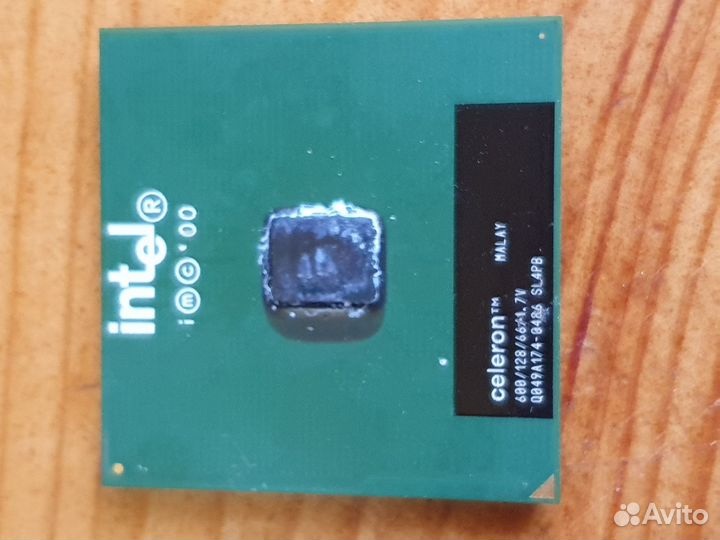 intel®
i ⓜ © '00
celeron™ MALAY
600/128/66/1.7V
Q049A174-0486 SL4PB
Avito